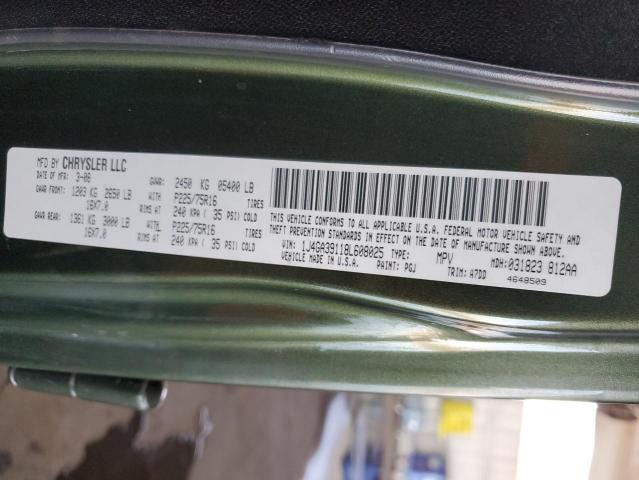 MFD BY CHRYSLER LLC
DATE OF MFR: 3-08 GVWR: 2450 KG 05400 LB
GAWR FRONT: 1203 KG 2650 LB WITH P225/75R16 TIRES
16X7.0 RIMS AT 240 KPA ( 35 PSI) COLD
GAWR REAR: 1361 KG 3000 LB WITH P225/75R16 TIRES
16X7.0 RIMS AT 240 KPA ( 35 PSI) COLD
THIS VEHICLE CONFORMS TO ALL APPLICABLE U.S.A. FEDERAL MOTOR VEHICLE SAFETY AND
THEFT PREVENTION STANDARDS IN EFFECT ON THE DATE OF MANUFACTURE SHOWN ABOVE.
VIN: 1J4GA39118L608025 TYPE: MPV MDH: 031823 812AA
VEHICLE MADE IN U.S.A. PAINT: PGJ TRIM: A7DD 4648509